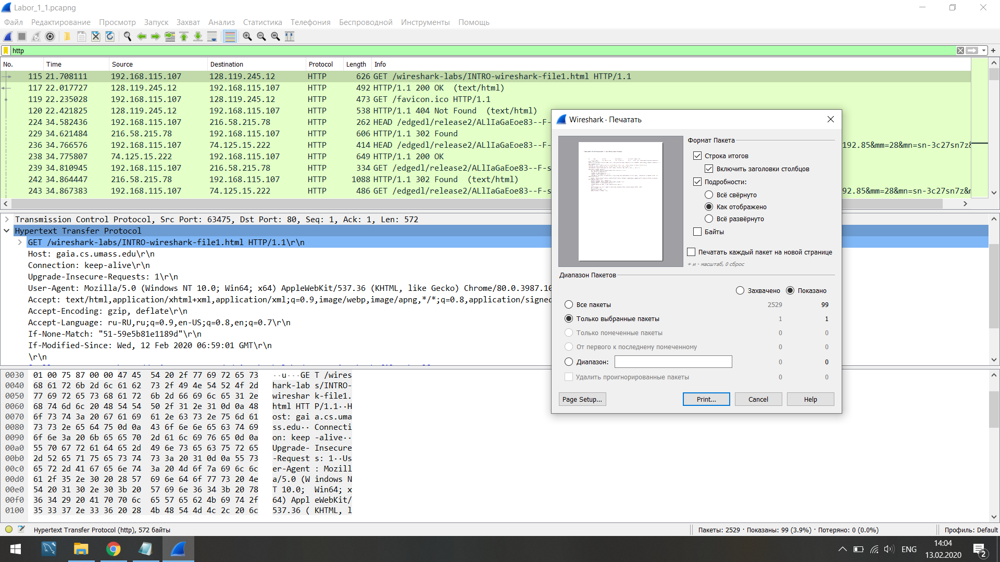 Labor_1_1.pcapng
Файл Редактирование Просмотр Запуск Захват Анализ Статистика Телефония Беспроводной Инструменты Помощь
http
No. Time Source Destination Protocol Length Info
115 21.708111 192.168.115.107 128.119.245.12 HTTP 626 GET /wireshark-labs/INTRO-wireshark-file1.html HTTP/1.1
117 22.017727 128.119.245.12 192.168.115.107 HTTP 492 HTTP/1.1 200 OK (text/html)
119 22.235028 192.168.115.107 128.119.245.12 HTTP 473 GET /favicon.ico HTTP/1.1
120 22.421825 128.119.245.12 192.168.115.107 HTTP 538 HTTP/1.1 404 Not Found (text/html)
224 34.582436 192.168.115.107 216.58.215.78 HTTP 262 HEAD /edgedl/release2/ALlIaGaEoe83--F-s
229 34.621484 216.58.215.78 192.168.115.107 HTTP 606 HTTP/1.1 302 Found
236 34.766576 192.168.115.107 74.125.15.222 HTTP 414 HEAD /edgedl/release2/ALlIaGaEoe83--F-s 192.85&mm=28&mn=sn-3c27sn7z&
238 34.775807 74.125.15.222 192.168.115.107 HTTP 649 HTTP/1.1 200 OK
239 34.810945 192.168.115.107 216.58.215.78 HTTP 334 GET /edgedl/release2/ALlIaGaEoe83--F-s
242 34.864447 216.58.215.78 192.168.115.107 HTTP 1088 HTTP/1.1 302 Found (text/html)
243 34.867383 192.168.115.107 74.125.15.222 HTTP 486 GET /edgedl/release2/ALlIaGaEoe83--F-s 92.85&mm=28&mn=sn-3c27sn7z&
Transmission Control Protocol, Src Port: 63475, Dst Port: 80, Seq: 1, Ack: 1, Len: 572
Hypertext Transfer Protocol
GET /wireshark-labs/INTRO-wireshark-file1.html HTTP/1.1\r\n
Host: gaia.cs.umass.edu\r\n
Connection: keep-alive\r\n
Upgrade-Insecure-Requests: 1\r\n
User-Agent: Mozilla/5.0 (Windows NT 10.0; Win64; x64) AppleWebKit/537.36 (KHTML, like Gecko) Chrome/80.0.3987.10
Accept: text/html,application/xhtml+xml,application/xml;q=0.9,image/webp,image/apng,*/*;q=0.8,application/signed
Accept-Encoding: gzip, deflate\r\n
Accept-Language: ru-RU,ru;q=0.9,en-US;q=0.8,en;q=0.7\r\n
If-None-Match: "51-59e5b81e1189d"\r\n
If-Modified-Since: Wed, 12 Feb 2020 06:59:01 GMT\r\n
\r\n
0030 01 00 75 87 00 00 47 45 54 20 2f 77 69 72 65 73 ··u···GE T /wires
0040 68 61 72 6b 2d 6c 61 62 73 2f 49 4e 54 52 4f 2d hark-lab s/INTRO-
0050 77 69 72 65 73 68 61 72 6b 2d 66 69 6c 65 31 2e wireshar k-file1.
0060 68 74 6d 6c 20 48 54 54 50 2f 31 2e 31 0d 0a 48 html HTT P/1.1··H
0070 6f 73 74 3a 20 67 61 69 61 2e 63 73 2e 75 6d 61 ost: gai a.cs.uma
0080 73 73 2e 65 64 75 0d 0a 43 6f 6e 6e 65 63 74 69 ss.edu·· Connecti
0090 6f 6e 3a 20 6b 65 65 70 2d 61 6c 69 76 65 0d 0a on: keep -alive··
00a0 55 70 67 72 61 64 65 2d 49 6e 73 65 63 75 72 65 Upgrade- Insecure
00b0 2d 52 65 71 75 65 73 74 73 3a 20 31 0d 0a 55 73 -Request s: 1··Us
00c0 65 72 2d 41 67 65 6e 74 3a 20 4d 6f 7a 69 6c 6c er-Agent : Mozill
00d0 61 2f 35 2e 30 20 28 57 69 6e 64 6f 77 73 20 4e a/5.0 (W indows N
00e0 54 20 31 30 2e 30 3b 20 57 69 6e 36 34 3b 20 78 T 10.0; Win64; x
00f0 36 34 29 20 41 70 70 6c 65 57 65 62 4b 69 74 2f 64) Appl eWebKit/
0100 35 33 37 2e 33 36 20 28 4b 48 54 4d 4c 2c 20 6c 537.36 ( KHTML, l
Wireshark · Печатать
Формат Пакета
Строка итогов
Включить заголовки столбцов
Подробности:
Всё свёрнуто
Как отображено
Всё развёрнуто
Байты
Печатать каждый пакет на новой странице
+ и - масштаб, 0 сброс
Диапазон Пакетов
Захвачено Показано
Все пакеты 2529 99
Только выбранные пакеты 1 1
Только помеченные пакеты 0 0
От первого к последнему помеченному 0 0
Диапазон: 0 0
Удалить проигнорированные пакеты 0 0
Page Setup... Print... Cancel Help
Hypertext Transfer Protocol (http), 572 байты
Пакеты: 2529 · Показаны: 99 (3.9%) · Потеряно: 0 (0.0%)
Профиль: Default
ENG
14:04
13.02.2020
2